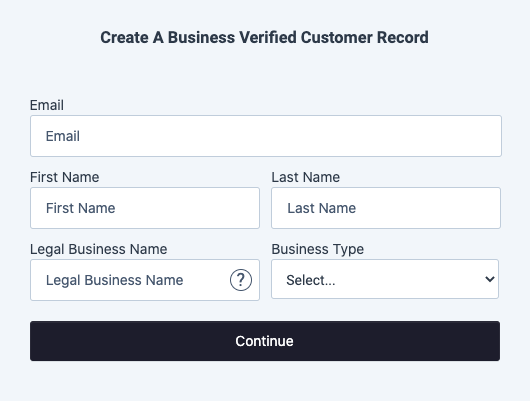 Create A Business Verified Customer Record
Email
Email
First Name Last Name
First Name Last Name
Legal Business Name Business Type
Legal Business Name ? Select...
Continue